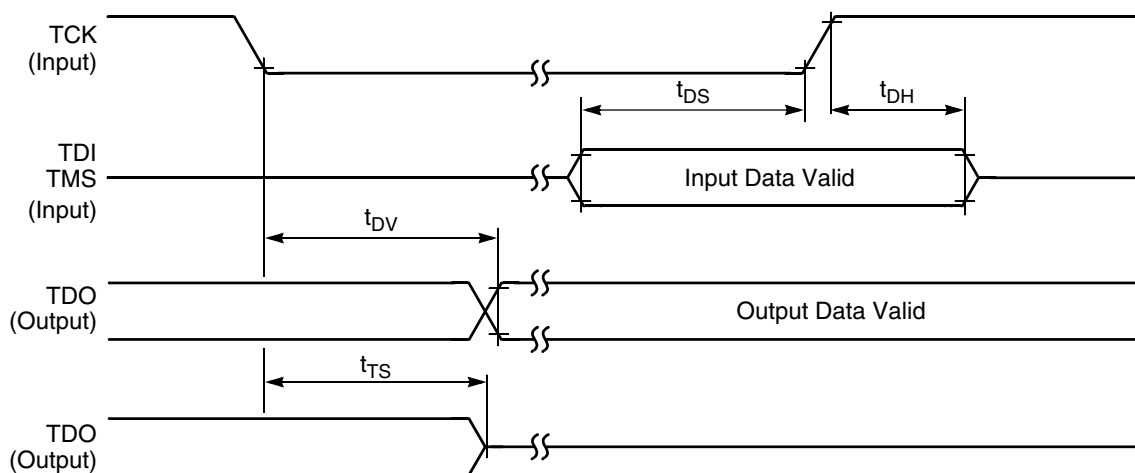 TCK
(Input)
tDS
tDH
TDI
TMS
(Input)
Input Data Valid
tDV
TDO
(Output)
Output Data Valid
tTS
TDO
(Output)